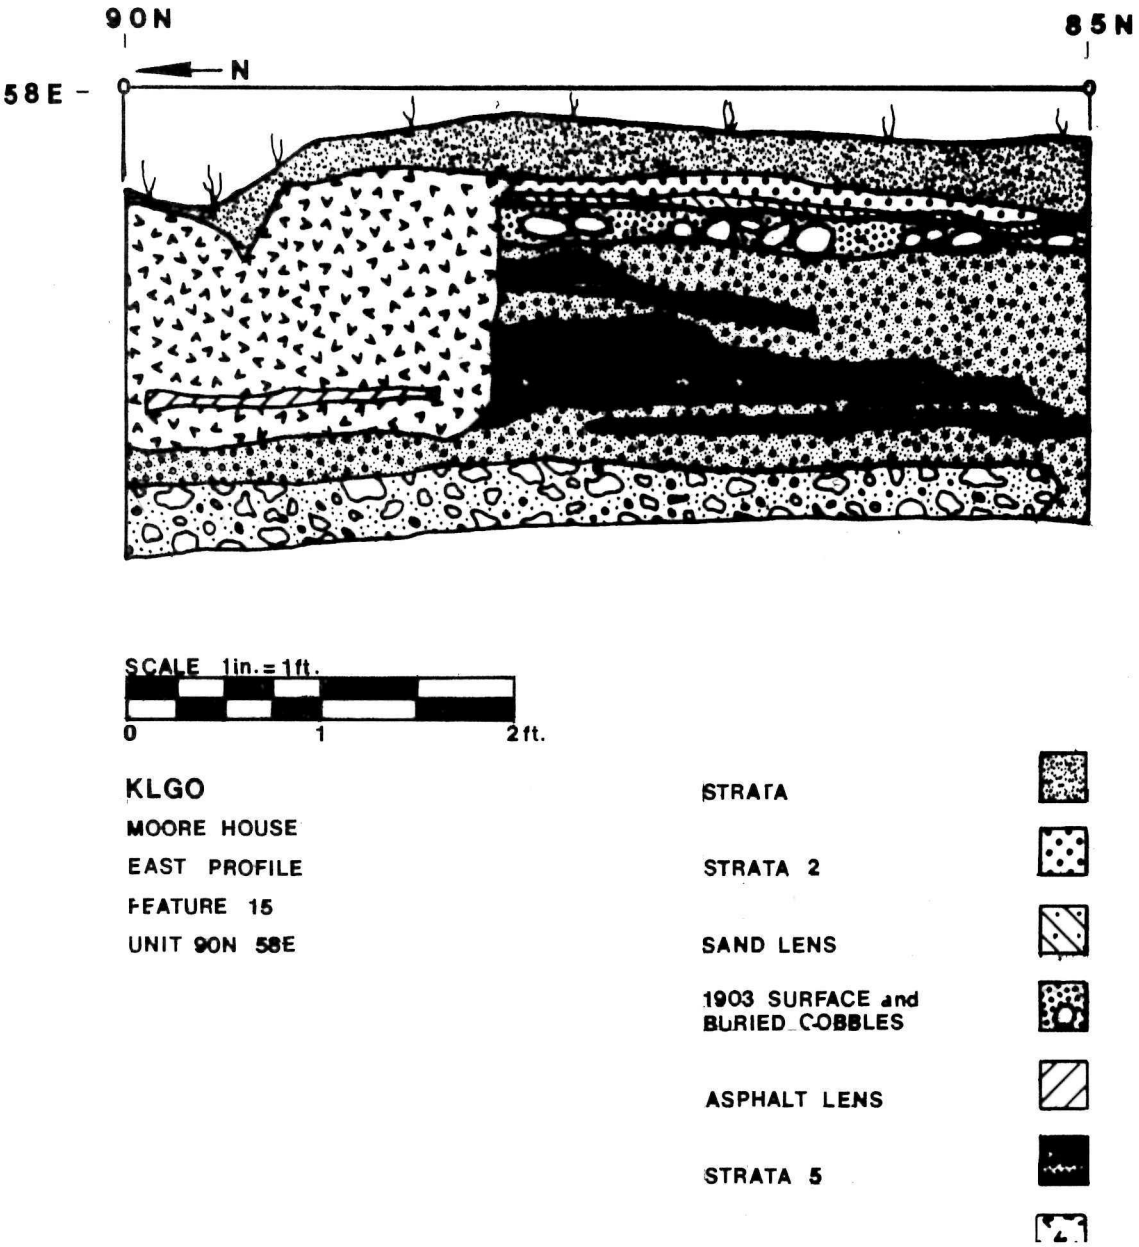 90N
85N
N
58E -
SCALE 1in. = 1ft.
0 1 2ft.
KLGO
MOORE HOUSE
EAST PROFILE
FEATURE 15
UNIT 90N 58E
STRATA
STRATA 2
SAND LENS
1903 SURFACE and
BURIED COBBLES
ASPHALT LENS
STRATA 5